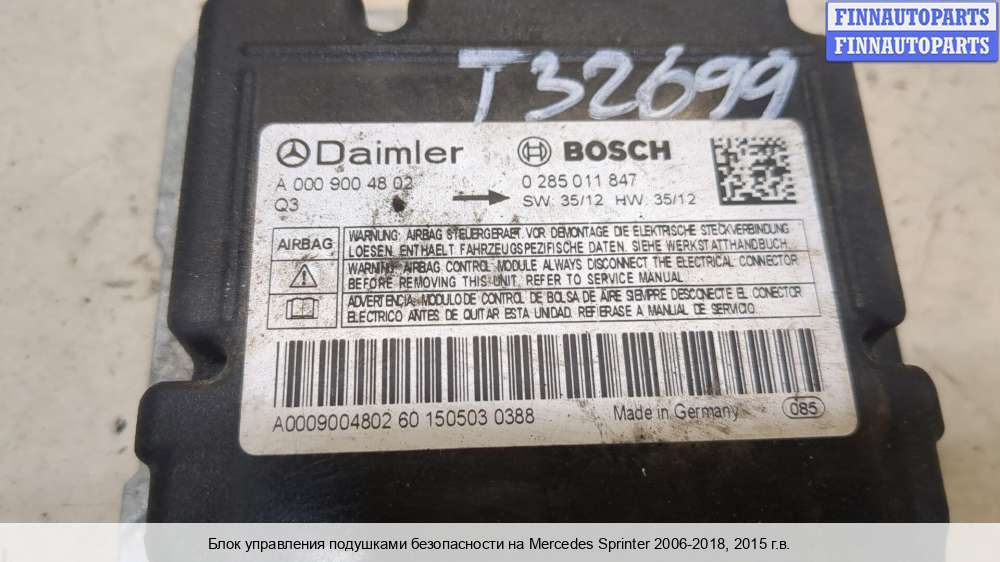 FINNAUTOPARTS
FINNAUTOPARTS
T32699
Daimler
BOSCH
A 000 900 48 02
0 285 011 847
Q3
SW: 35/12 HW: 35/12
AIRBAG
WARNUNG: AIRBAG STEUERGERAET. VOR DEMONTAGE DIE ELEKTRISCHE STECKVERBINDUNG
LOESEN. ENTHAELT FAHRZEUGSPEZIFISCHE DATEN. SIEHE WERKSTATTHANDBUCH.
WARNING: AIRBAG CONTROL MODULE ALWAYS DISCONNECT THE ELECTRICAL CONNECTOR
BEFORE REMOVING THIS UNIT. REFER TO SERVICE MANUAL
ADVERTENCIA: MODULO DE CONTROL DE BOLSA DE AIRE SIEMPRE DESCONECTE EL CONECTOR
ELECTRICO ANTES DE QUITAR ESTA UNIDAD. REFIERASE A MANUAL DE SERVICIO.
A0009004802 60 150503 0388
Made in Germany
085
Блок управления подушками безопасности на Mercedes Sprinter 2006-2018, 2015 г.в.